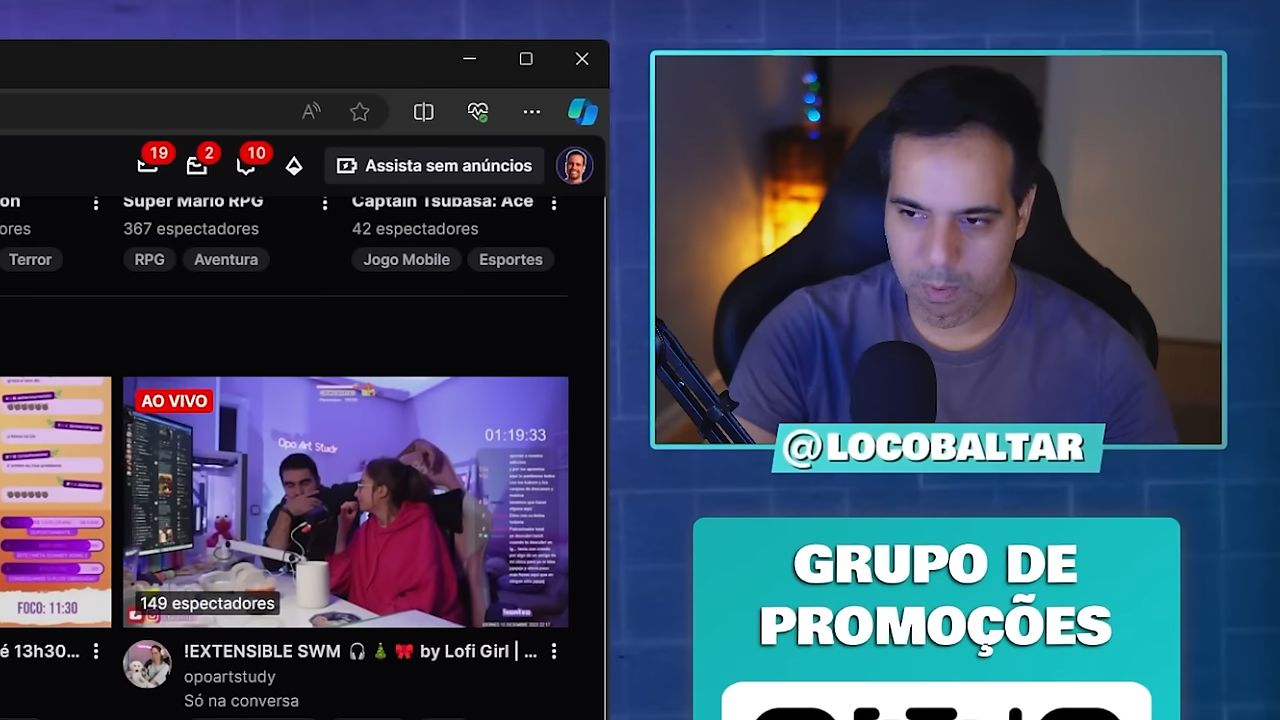 19
2
10
Assista sem anúncios
on
Super Mario RPG
Captain Tsubasa: Ace
ores
367 espectadores
42 espectadores
Terror
RPG
Aventura
Jogo Mobile
Esportes
@LOCOBALTAR
AO VIVO
01:19:33
FOCO: 11:30
149 espectadores
é 13h30...
!EXTENSIBLE SWM 🎧 🎄 🎀 by Lofi Girl | ...
opoartstudy
Só na conversa
GRUPO DE
PROMOÇÕES